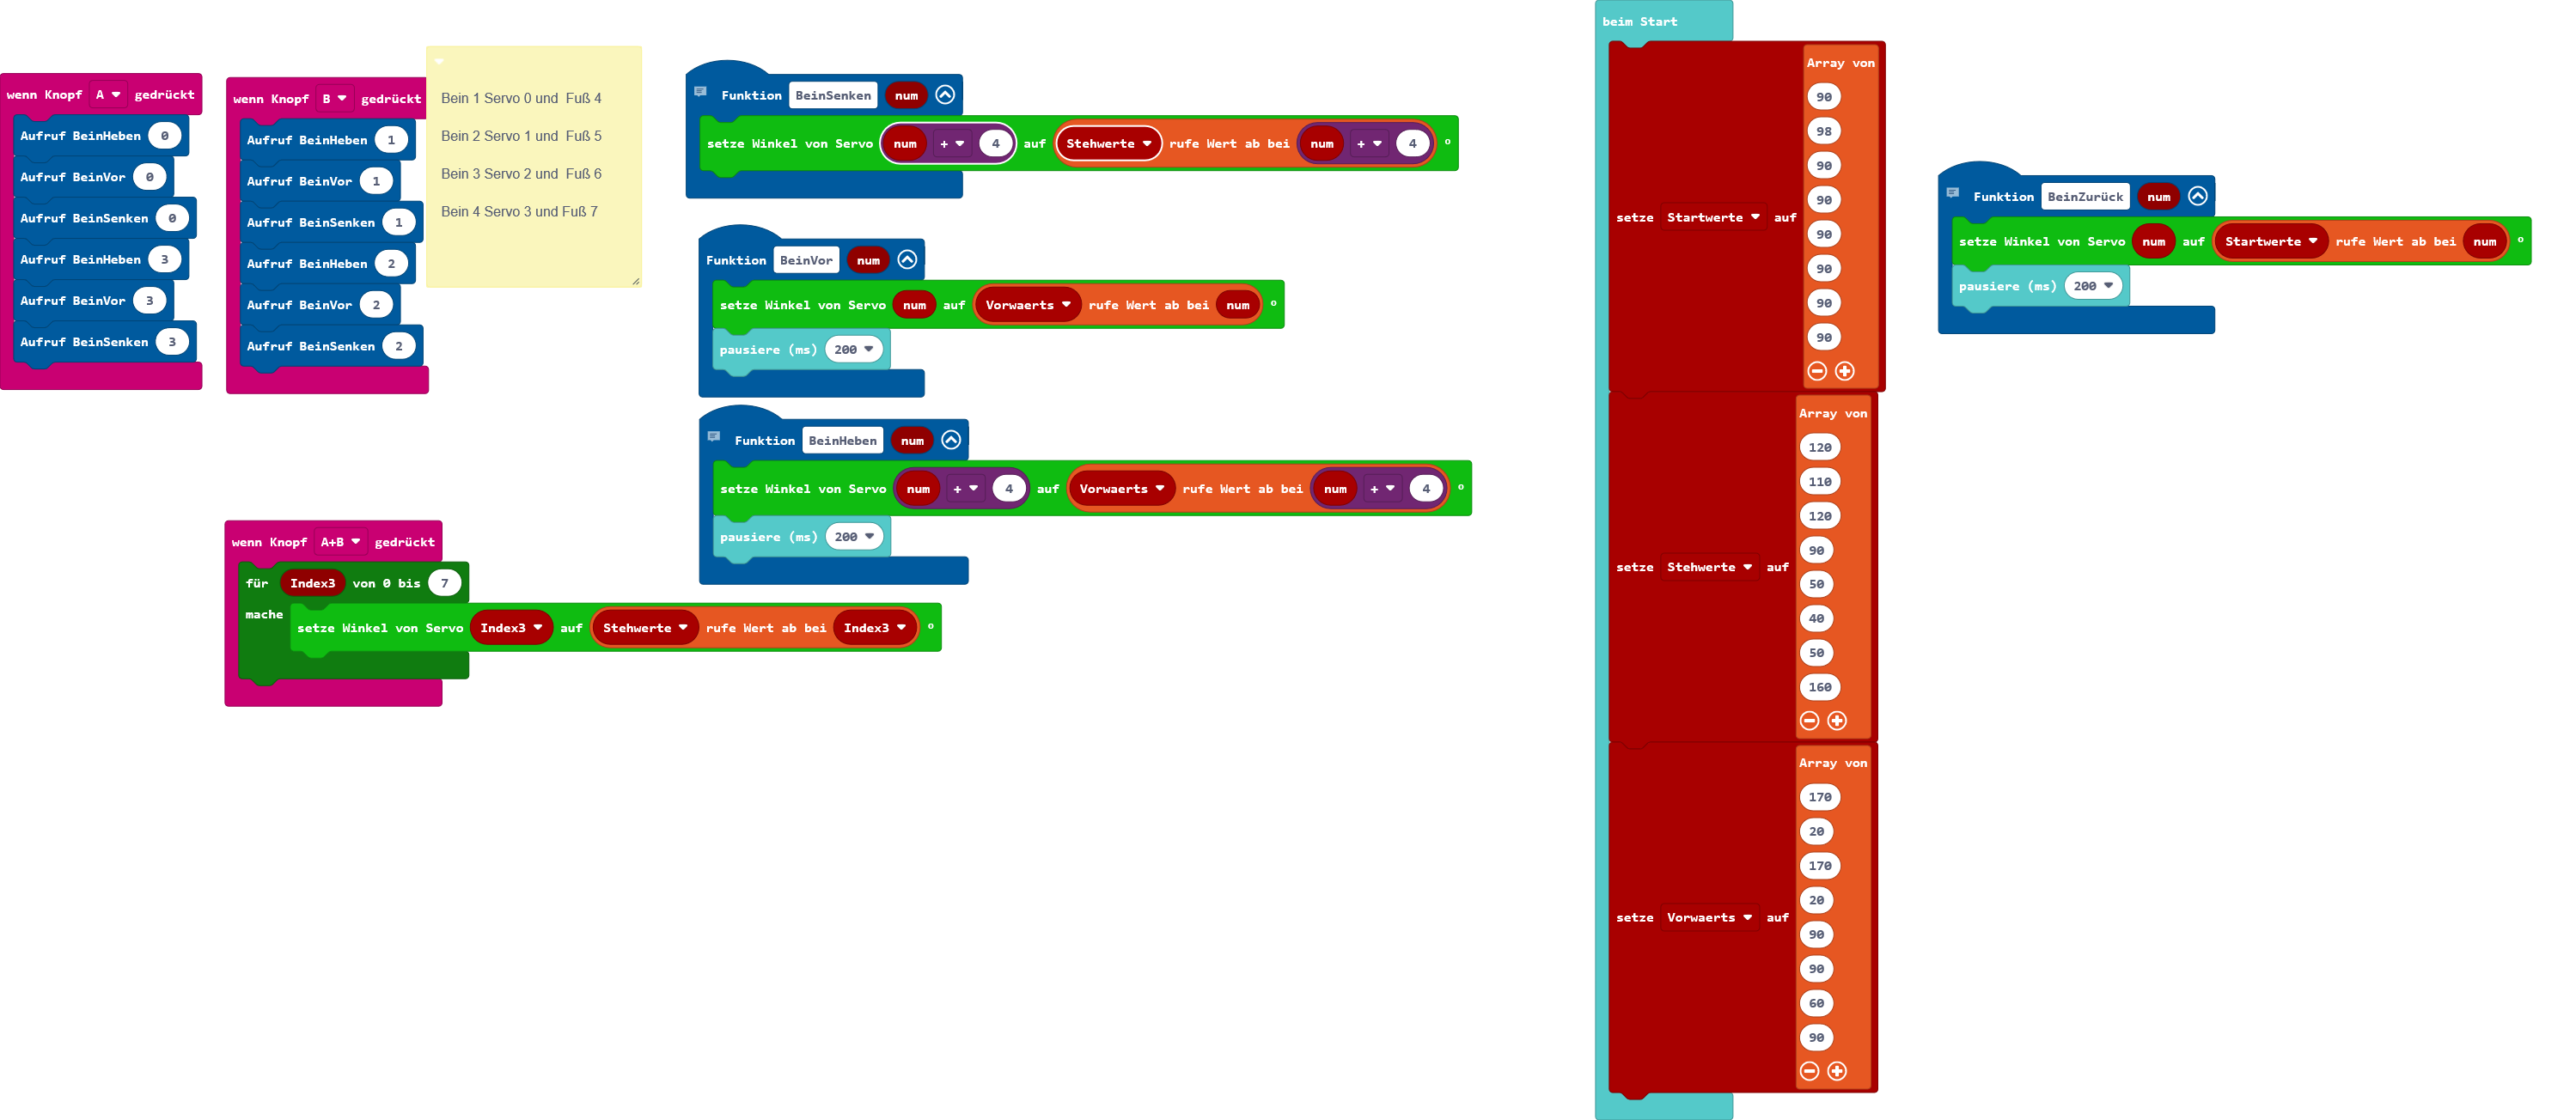 wenn Knopf A gedrückt
Aufruf BeinHeben 0
Aufruf BeinVor 0
Aufruf BeinSenken 0
Aufruf BeinHeben 3
Aufruf BeinVor 3
Aufruf BeinSenken 3
wenn Knopf B gedrückt
Aufruf BeinHeben 1
Aufruf BeinVor 1
Aufruf BeinSenken 1
Aufruf BeinHeben 2
Aufruf BeinVor 2
Aufruf BeinSenken 2
Bein 1 Servo 0 und Fuß 4
Bein 2 Servo 1 und Fuß 5
Bein 3 Servo 2 und Fuß 6
Bein 4 Servo 3 und Fuß 7
wenn Knopf A+B gedrückt
für Index3 von 0 bis 7
mache
setze Winkel von Servo Index3 auf Stehwerte rufe Wert ab bei Index3 °
Funktion BeinSenken num
setze Winkel von Servo num + 4 auf Stehwerte rufe Wert ab bei num + 4 °
Funktion BeinVor num
setze Winkel von Servo num auf Vorwaerts rufe Wert ab bei num °
pausiere (ms) 200
Funktion BeinHeben num
setze Winkel von Servo num + 4 auf Vorwaerts rufe Wert ab bei num + 4 °
pausiere (ms) 200
beim Start
setze Startwerte auf
Array von
90
98
90
90
90
90
90
90
setze Stehwerte auf
Array von
120
110
120
90
50
40
50
160
setze Vorwaerts auf
Array von
170
20
170
20
90
90
60
90
Funktion BeinZurück num
setze Winkel von Servo num auf Startwerte rufe Wert ab bei num °
pausiere (ms) 200